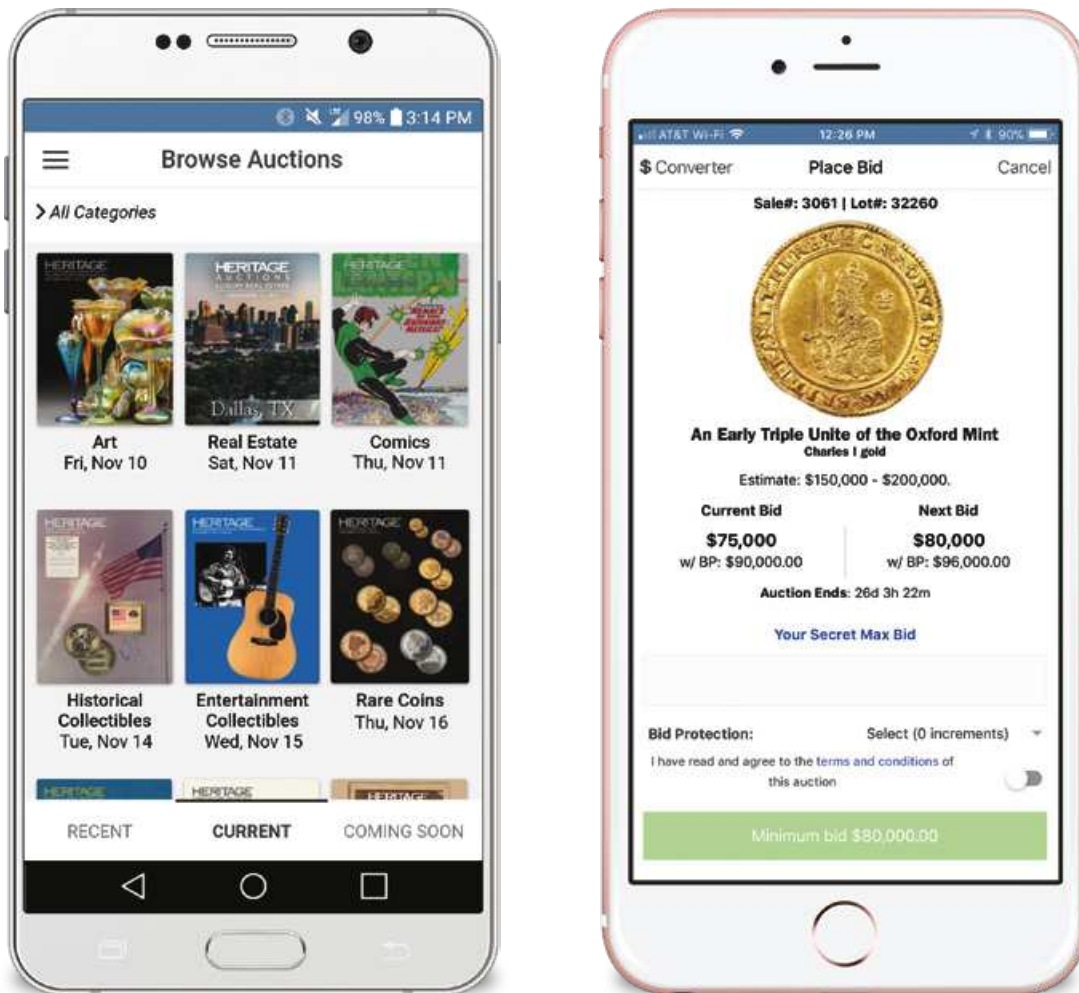 98% 3:14 PM
Browse Auctions
All Categories
HERITAGE
HERITAGE
AUCTIONS
LUXURY REAL ESTATE
Dallas, TX
HERITAGE
MENACE
Art
Fri, Nov 10
Real Estate
Sat, Nov 11
Comics
Thu, Nov 11
HERITAGE
HERITAGE
HERITAGE
Historical
Collectibles
Tue, Nov 14
Entertainment
Collectibles
Wed, Nov 15
Rare Coins
Thu, Nov 16
HERITAGE
HERITAGE
HERITAGE
RECENT
CURRENT
COMING SOON
AT&T Wi-Fi 12:26 PM 90%
$ Converter Place Bid Cancel
Sale#: 3061 | Lot#: 32260
An Early Triple Unite of the Oxford Mint
Charles I gold
Estimate: $150,000 - $200,000.
Current Bid Next Bid
$75,000 $80,000
w/ BP: $90,000.00 w/ BP: $96,000.00
Auction Ends: 26d 3h 22m
Your Secret Max Bid
Bid Protection: Select (0 increments)
I have read and agree to the terms and conditions of
this auction
Minimum bid $80,000.00